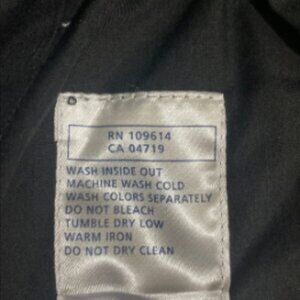 RN 109614
CA 04719
WASH INSIDE OUT
MACHINE WASH COLD
WASH COLORS SEPARATELY
DO NOT BLEACH
TUMBLE DRY LOW
WARM IRON
DO NOT DRY CLEAN